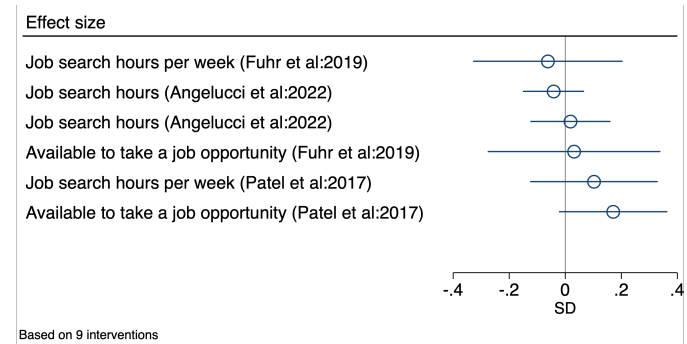 Effect size
Job search hours per week (Fuhr et al:2019)
Job search hours (Angelucci et al:2022)
Job search hours (Angelucci et al:2022)
Available to take a job opportunity (Fuhr et al:2019)
Job search hours per week (Patel et al:2017)
Available to take a job opportunity (Patel et al:2017)
-.4 -.2 0 .2 .4
SD
Based on 9 interventions